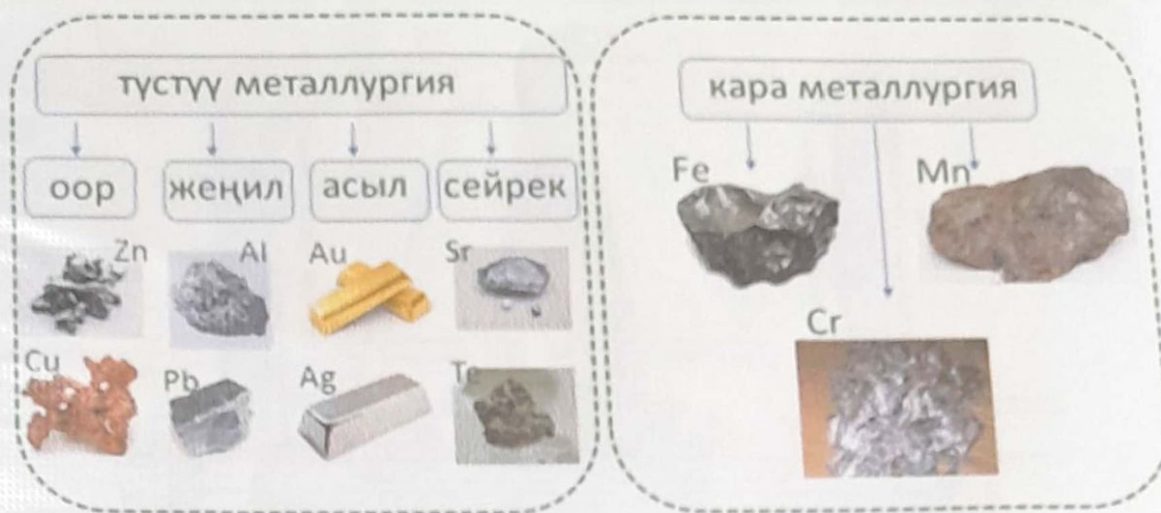 түстүү металлургия
оор жеңил асыл сейрек
Zn Al Au Sr
Cu Pb Ag Te
кара металлургия
Fe Mn
Cr